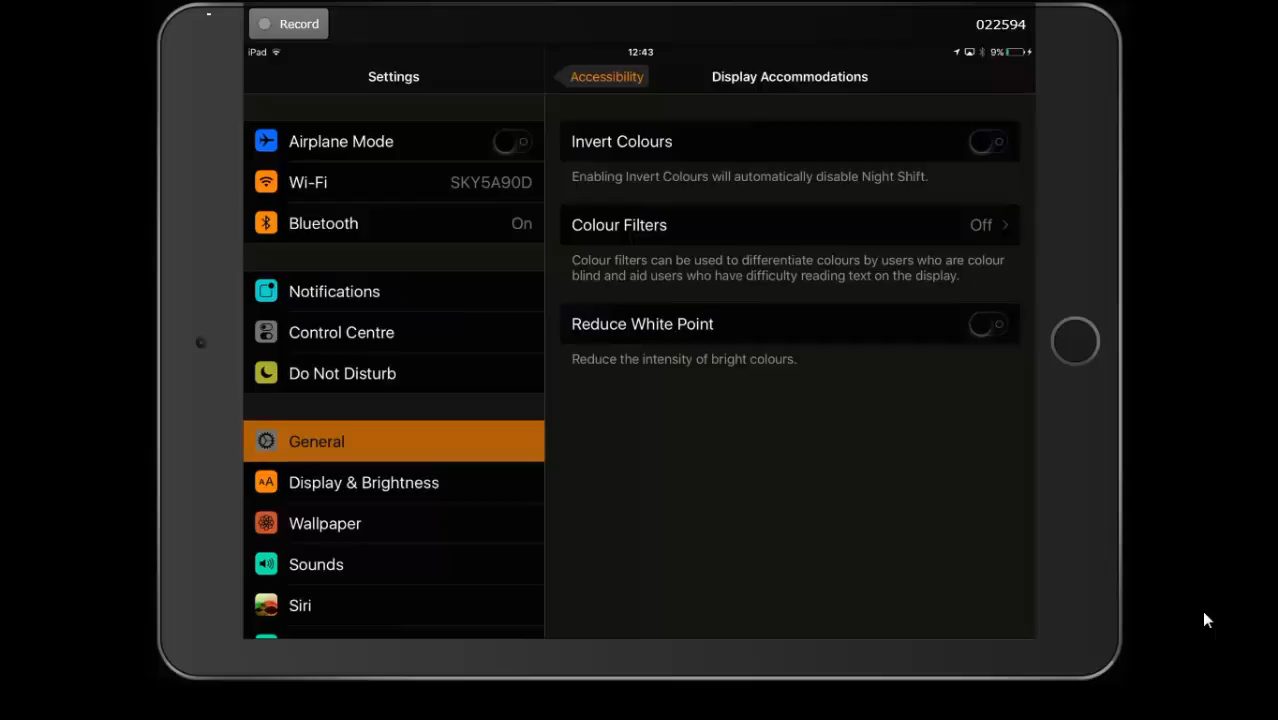 Record
022594
iPad
12:43
9%
Settings
Accessibility
Display Accommodations
Airplane Mode
Wi-Fi
SKY5A90D
Bluetooth
On
Notifications
Control Centre
Do Not Disturb
General
Display & Brightness
AA
Wallpaper
Sounds
Siri
Invert Colours
Enabling Invert Colours will automatically disable Night Shift.
Colour Filters
Off
Colour filters can be used to differentiate colours by users who are colour
blind and aid users who have difficulty reading text on the display.
Reduce White Point
Reduce the intensity of bright colours.